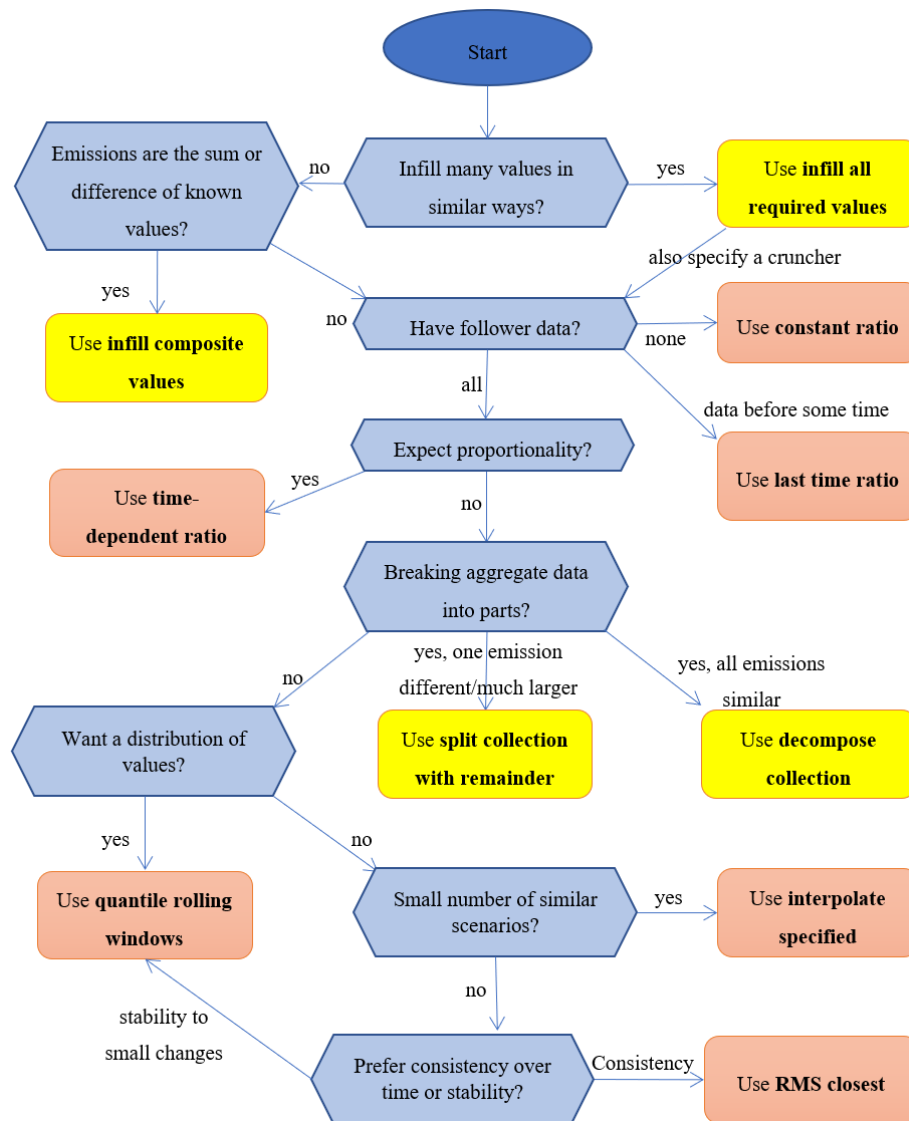 Start
Emissions are the sum or
difference of known
values?
no
Infill many values in
similar ways?
yes
Use infill all
required values
also specify a cruncher
yes
no
Use infill composite
values
Have follower data?
none
Use constant ratio
all
data before some time
Use last time ratio
Expect proportionality?
yes
Use time-
dependent ratio
no
Breaking aggregate data
into parts?
no
yes, one emission
different/much larger
yes, all emissions
similar
Want a distribution of
values?
Use split collection
with remainder
Use decompose
collection
yes
no
Use quantile rolling
windows
Small number of similar
scenarios?
yes
Use interpolate
specified
no
stability to
small changes
Prefer consistency over
time or stability?
Consistency
Use RMS closest